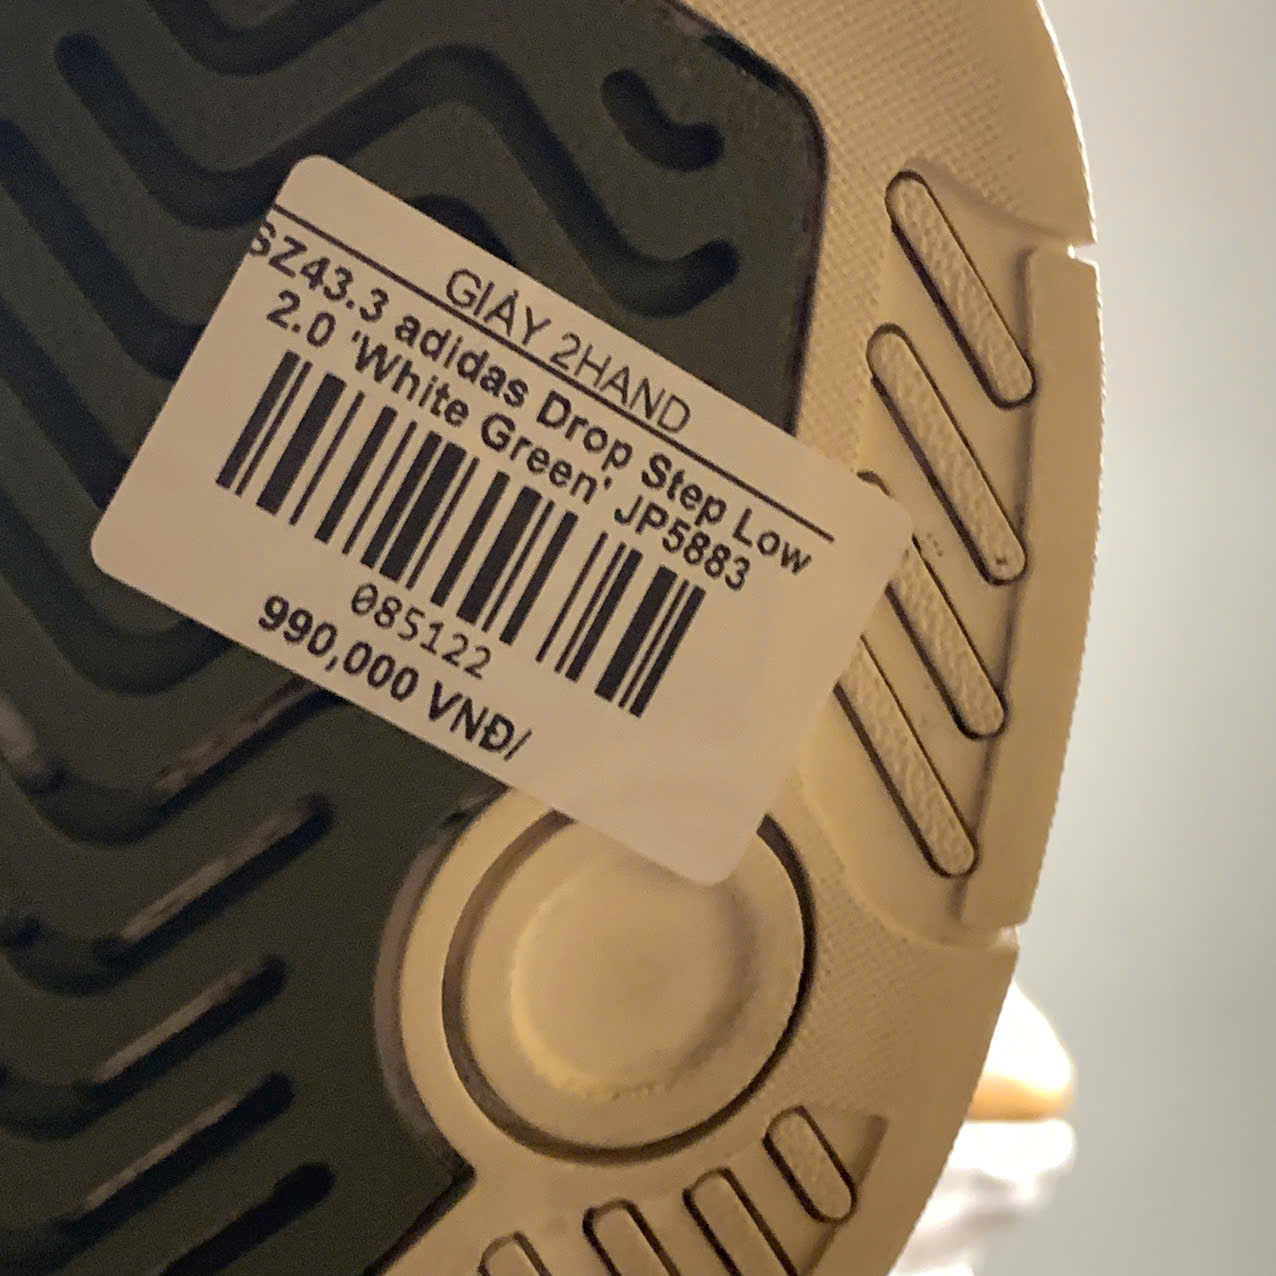 GIÀY 2HAND
SZ43.3 adidas Drop Step Low
2.0 'White Green' JP5883
085122
990,000 VNĐ/